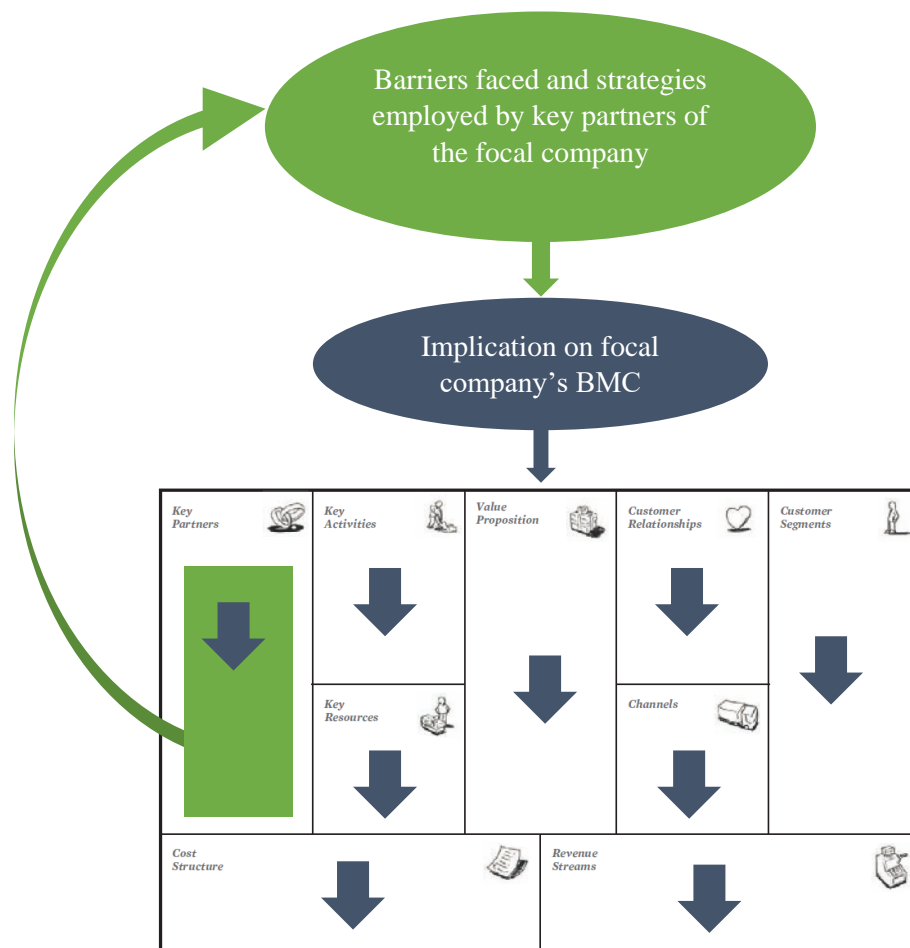 Barriers faced and strategies
employed by key partners of
the focal company
Implication on focal
company’s BMC
Key
Partners
Key
Activities
Value
Proposition
Customer
Relationships
Customer
Segments
Key
Resources
Channels
Cost
Structure
Revenue
Streams